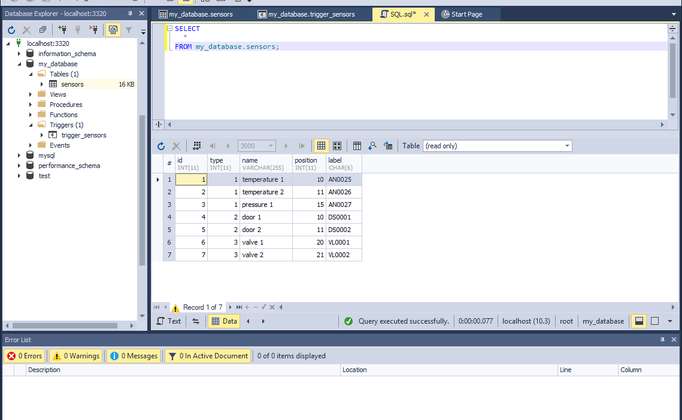 Database Explorer - localhost:3320
my_database.sensors
my_database.trigger_sensors
SQL.sql*
Start Page
SELECT
*
FROM my_database.sensors;
localhost:3320
information_schema
my_database
Tables (1)
sensors 16 KB
Views
Procedures
Functions
Triggers (1)
trigger_sensors
Events
mysql
performance_schema
test
2000
Table (read only)
# id type name position label
INT(11) INT(11) VARCHAR(255) INT(11) CHAR(6)
1 1 1 temperature 1 10 AN0025
2 2 1 temperature 2 11 AN0026
3 3 1 pressure 1 15 AN0027
4 4 2 door 1 10 DS0001
5 5 2 door 2 11 DS0002
6 6 3 valve 1 20 VL0001
7 7 3 valve 2 21 VL0002
Record 1 of 7
Text Data Query executed successfully. 0:00:00.077 localhost (10.3) root my_database
Error List
0 Errors 0 Warnings 0 Messages 0 In Active Document 0 of 0 items displayed
Description Location Line Column